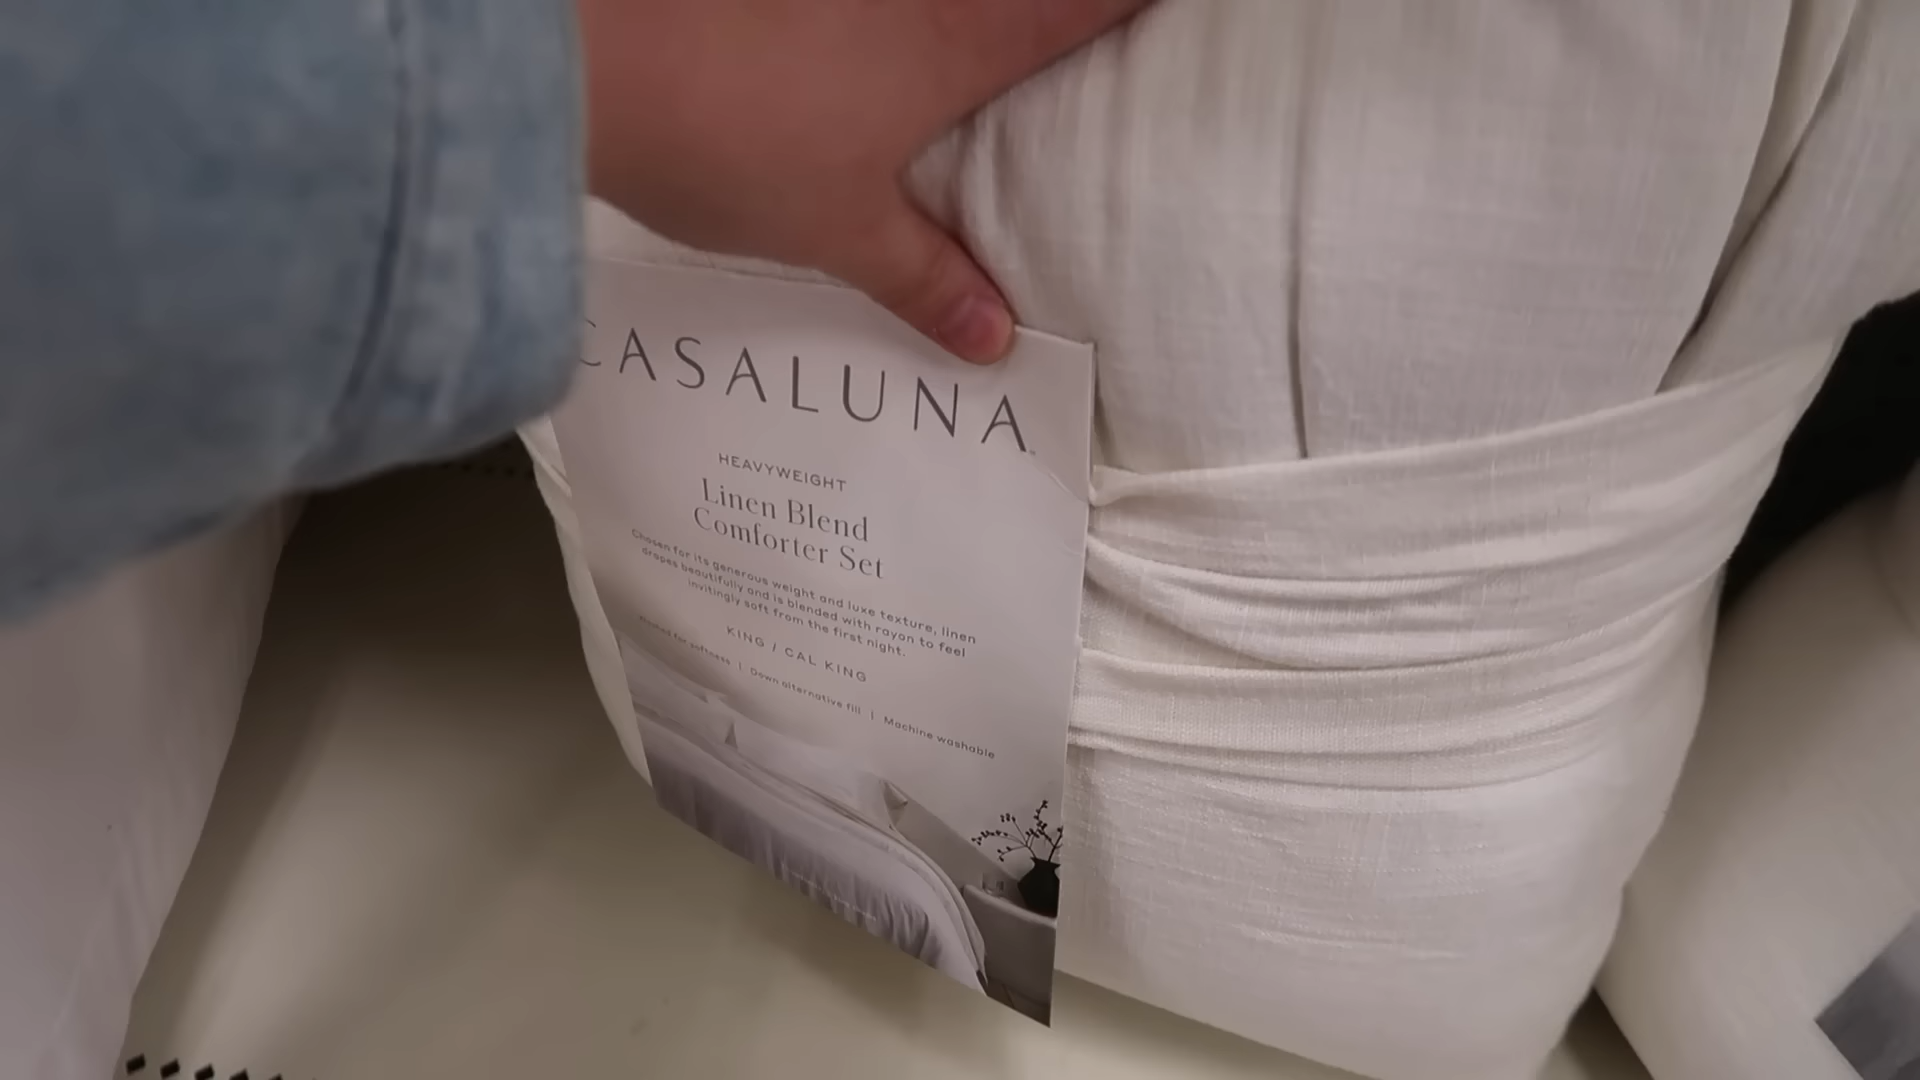 CASALUNA
HEAVYWEIGHT
Linen Blend
Comforter Set
Chosen for its generous weight and luxe texture, linen
drapes beautifully and is blended with rayon to feel
invitingly soft from the first night.
KING / CAL KING
for softness | Down alternative fill | Machine washable